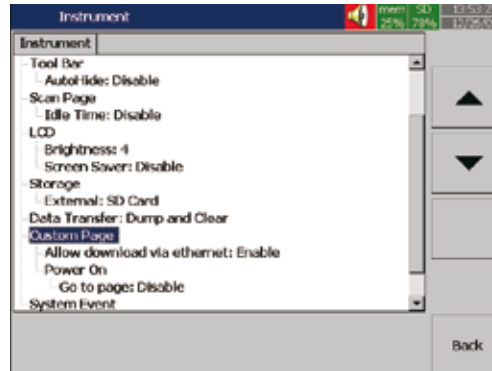 Instrument
mem SD
25% 78%
Instrument
Tool Bar
AutoHide: Disable
Scan Page
Idle Time: Disable
LCD
Brightness: 4
Screen Saver: Disable
Storage
External: SD Card
Data Transfer: Dump and Clear
Custom Page
Allow download via ethernet: Enable
Power On
Go to page: Disable
System Event
Back